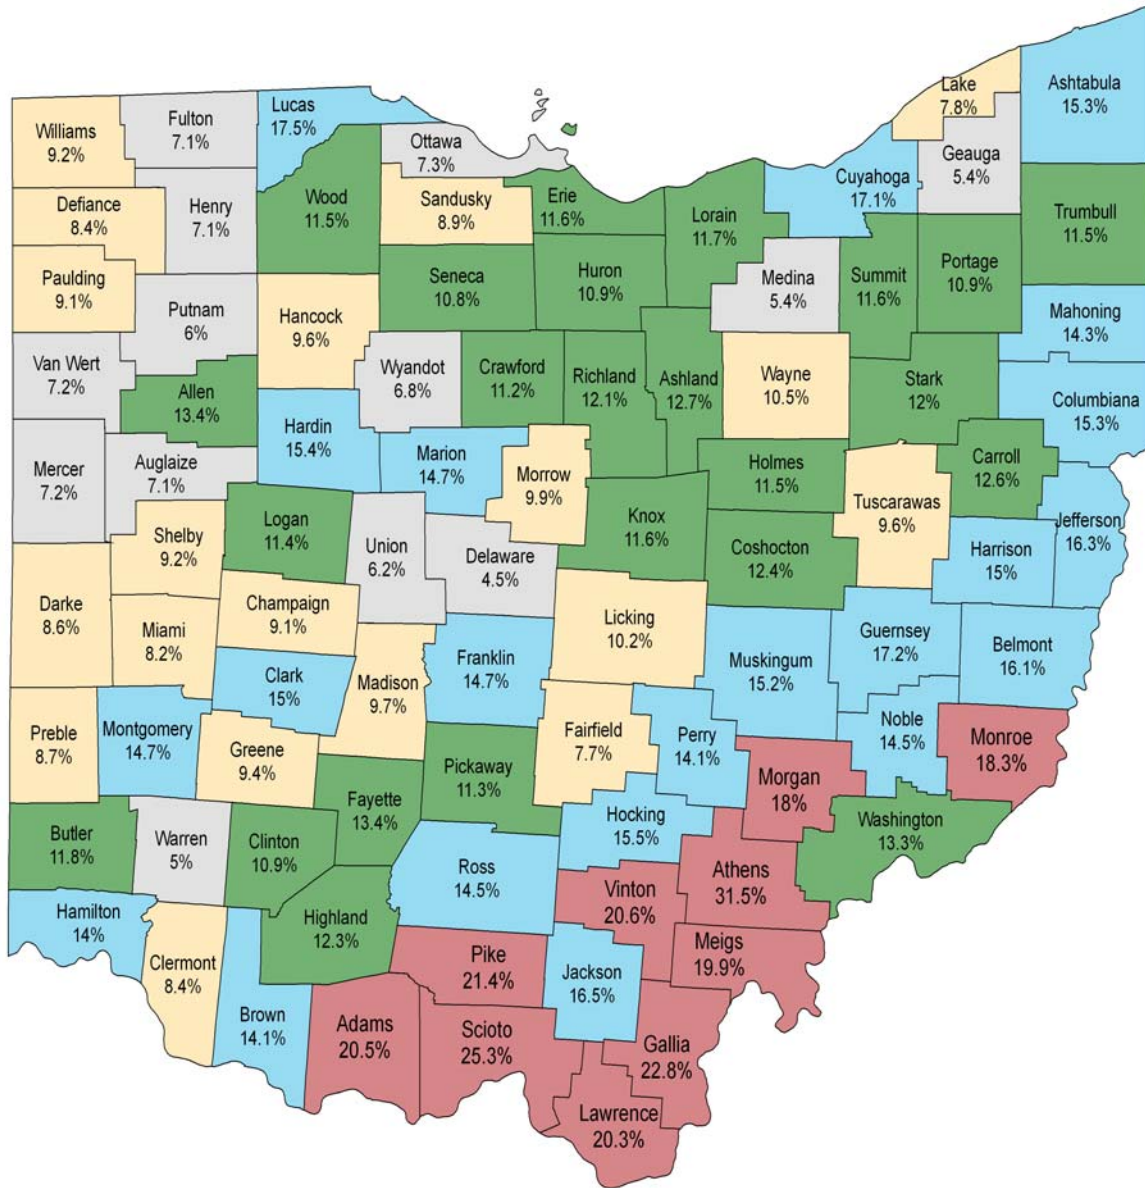 Lake
7.8%
Ashtabula
15.3%
Lucas
17.5%
Fulton
7.1%
Williams
9.2%
Ottawa
7.3%
Geauga
5.4%
Cuyahoga
17.1%
Wood
11.5%
Sandusky
8.9%
Erie
11.6%
Lorain
11.7%
Trumbull
11.5%
Defiance
8.4%
Henry
7.1%
Paulding
9.1%
Seneca
10.8%
Huron
10.9%
Medina
5.4%
Summit
11.6%
Portage
10.9%
Putnam
6%
Hancock
9.6%
Mahoning
14.3%
Van Wert
7.2%
Allen
13.4%
Wyandot
6.8%
Crawford
11.2%
Richland
12.1%
Ashland
12.7%
Wayne
10.5%
Stark
12%
Columbiana
15.3%
Hardin
15.4%
Marion
14.7%
Mercer
7.2%
Auglaize
7.1%
Morrow
9.9%
Holmes
11.5%
Carroll
12.6%
Tuscarawas
9.6%
Logan
11.4%
Knox
11.6%
Jefferson
16.3%
Shelby
9.2%
Union
6.2%
Delaware
4.5%
Coshocton
12.4%
Harrison
15%
Darke
8.6%
Champaign
9.1%
Licking
10.2%
Miami
8.2%
Guernsey
17.2%
Belmont
16.1%
Franklin
14.7%
Muskingum
15.2%
Clark
15%
Madison
9.7%
Noble
14.5%
Preble
8.7%
Montgomery
14.7%
Greene
9.4%
Fairfield
7.7%
Perry
14.1%
Monroe
18.3%
Pickaway
11.3%
Morgan
18%
Fayette
13.4%
Hocking
15.5%
Washington
13.3%
Butler
11.8%
Warren
5%
Clinton
10.9%
Ross
14.5%
Athens
31.5%
Vinton
20.6%
Hamilton
14%
Highland
12.3%
Meigs
19.9%
Clermont
8.4%
Pike
21.4%
Jackson
16.5%
Brown
14.1%
Adams
20.5%
Scioto
25.3%
Gallia
22.8%
Lawrence
20.3%